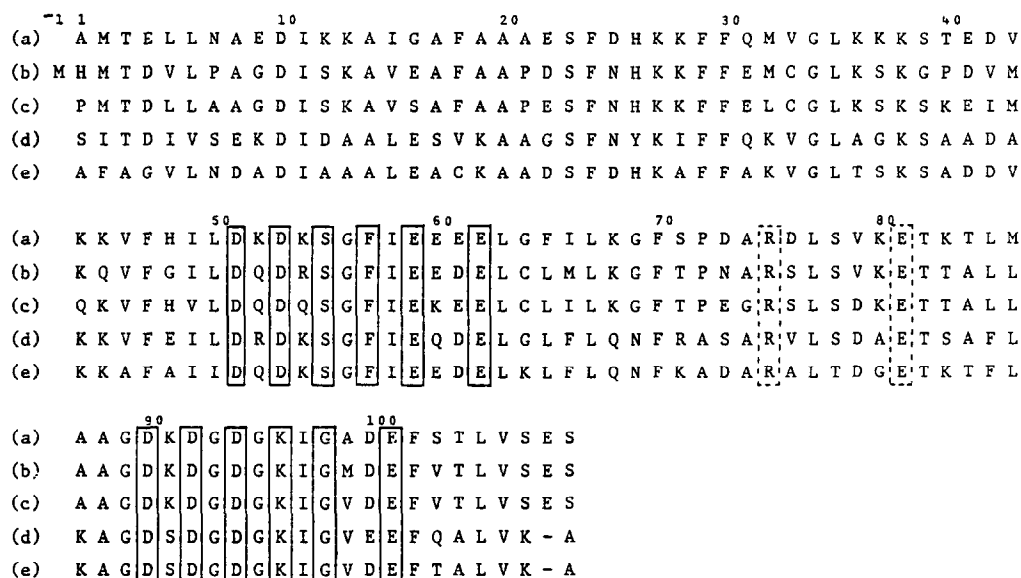 -1 1 10 20 30 40
(a) A M T E L L N A E D I K K A I G A F A A A E S F D H K K F F Q M V G L K K K S T E D V
(b) M H M T D V L P A G D I S K A V E A F A A P D S F N H K K F F E M C G L K S K G P D V M
(c) P M T D L L A A G D I S K A V S A F A A P E S F N H K K F F E L C G L K S K S K E I M
(d) S I T D I V S E K D I D A A L E S V K A A G S F N Y K I F F Q K V G L A G K S A A D A
(e) A F A G V L N D A D I A A A L E A C K A A D S F D H K A F F A K V G L T S K S A D D V
50 60 70 80
(a) K K V F H I L D K D K S G F I E E E E L G F I L K G F S P D A R D L S V K E T K T L M
(b) K Q V F G I L D Q D R S G F I E E D E L C L M L K G F T P N A R S L S V K E T T A L L
(c) Q K V F H V L D Q D Q S G F I E K E E L C L I L K G F T P E G R S L S D K E T T A L L
(d) K K V F E I L D R D K S G F I E Q D E L G L F L Q N F R A S A R V L S D A E T S A F L
(e) K K A F A I I D Q D K S G F I E E D E L K L F L Q N F K A D A R A L T D G E T K T F L
90 100
(a) A A G D K D G D G K I G A D E F S T L V S E S
(b) A A G D K D G D G K I G M D E F V T L V S E S
(c) A A G D K D G D G K I G V D E F V T L V S E S
(d) K A G D S D G D G K I G V E E F Q A L V K - A
(e) K A G D S D G D G K I G V D E F T A L V K - A